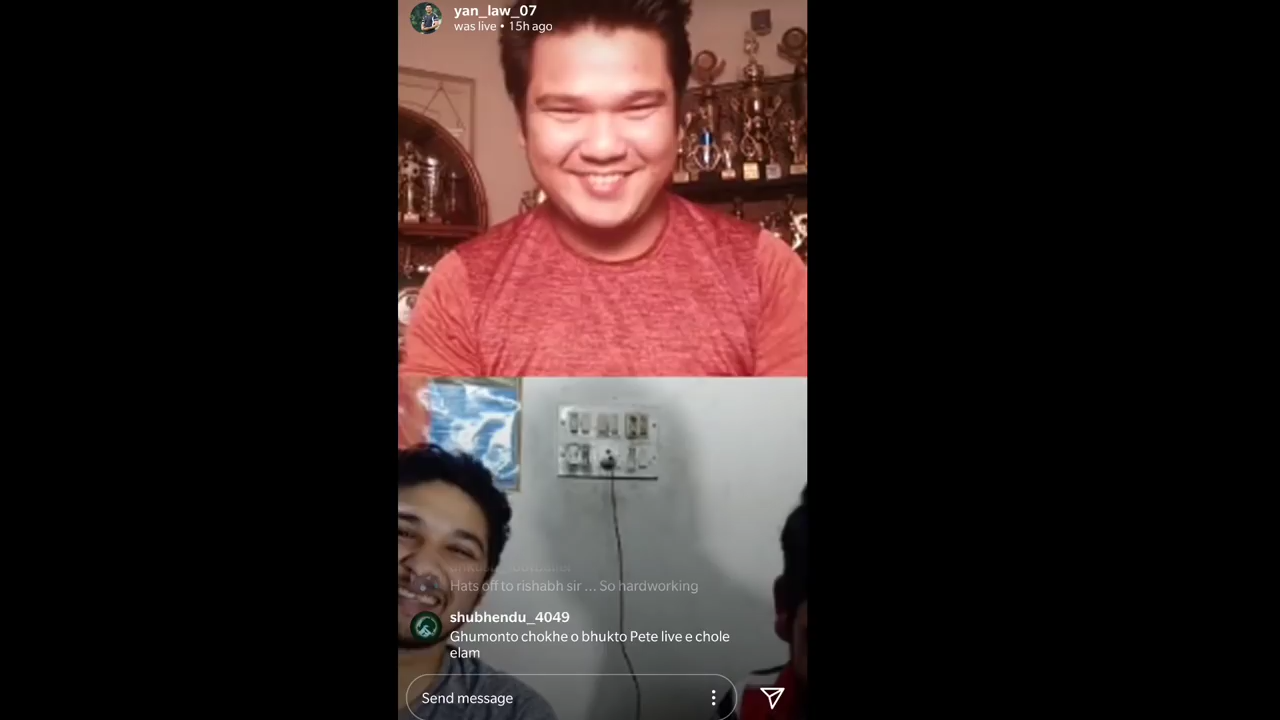 yan_law_07
was live • 15h ago
Hats off to rishabh sir ... So hardworking
shubhendu_4049
Ghumonto chokhe o bhukto Pete live e chole
elam
Send message